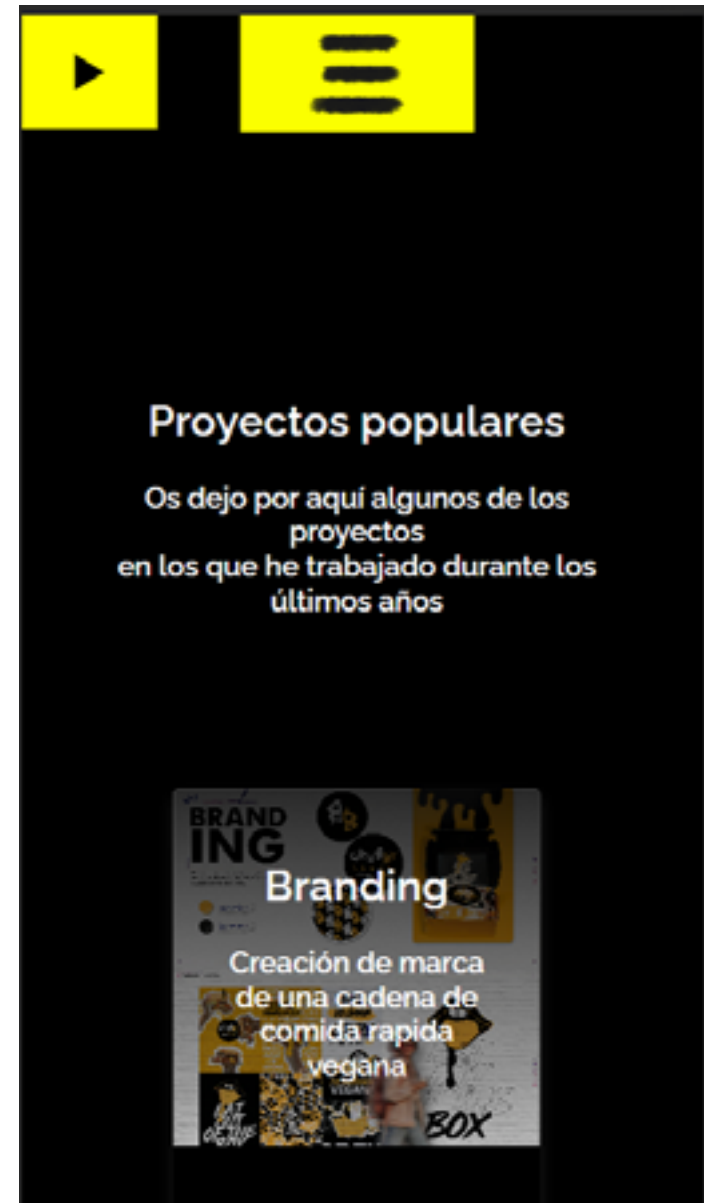 Proyectos populares
Os dejo por aquí algunos de los
proyectos
en los que he trabajado durante los
últimos años
BRAND
ING
Branding
Creación de marca
de una cadena de
comida rapida
vegana
BOX